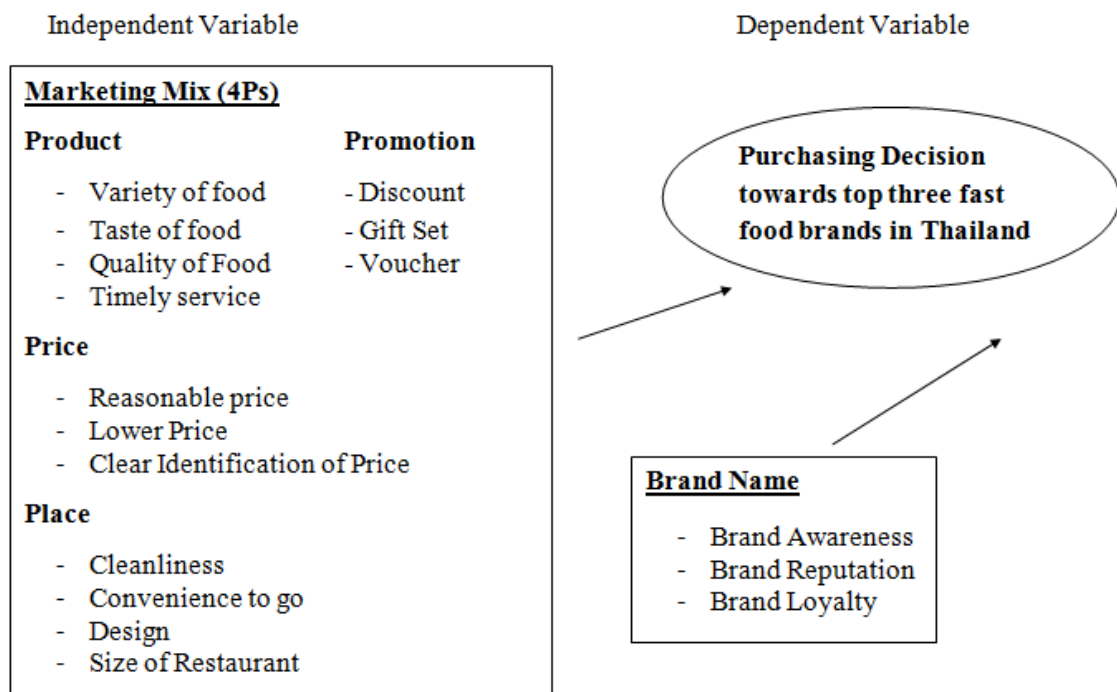 Independent Variable
Dependent Variable
Marketing Mix (4Ps)
Product
- Variety of food
- Taste of food
- Quality of Food
- Timely service
Promotion
- Discount
- Gift Set
- Voucher
Price
- Reasonable price
- Lower Price
- Clear Identification of Price
Place
- Cleanliness
- Convenience to go
- Design
- Size of Restaurant
Purchasing Decision
towards top three fast
food brands in Thailand
Brand Name
- Brand Awareness
- Brand Reputation
- Brand Loyalty